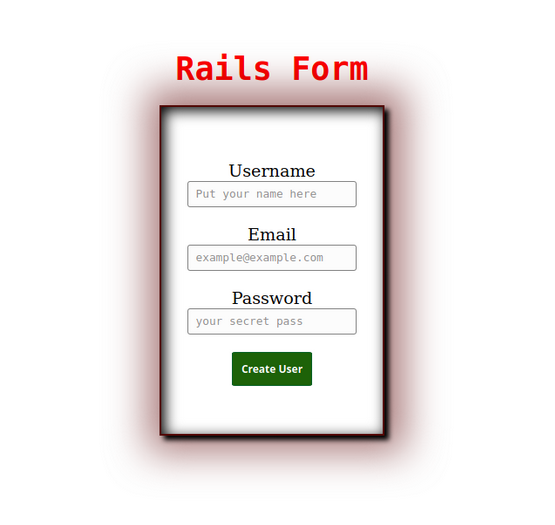 Rails Form
Username
Put your name here
Email
example@example.com
Password
your secret pass
Create User